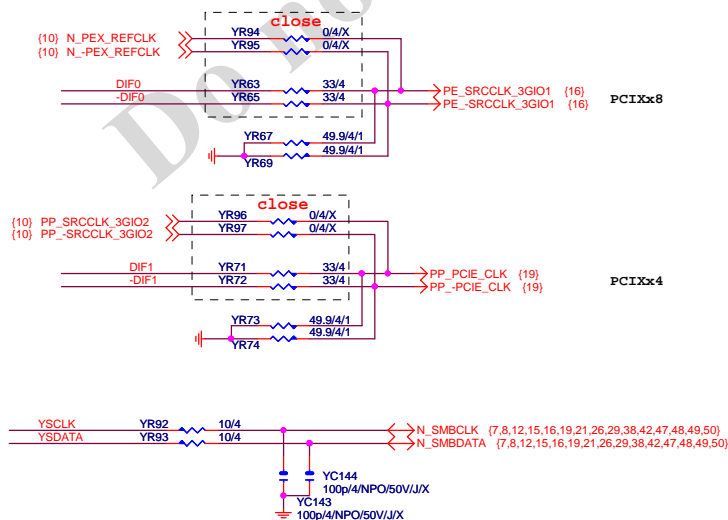 Do no
close
{10} N_PEX_REFCLK YR94 0/4/X
{10} N_-PEX_REFCLK YR95 0/4/X
DIF0 YR63 33/4 PE_SRCCLK_3GIO1 {16}
-DIF0 YR65 33/4 PE_-SRCCLK_3GIO1 {16}
PCIXx8
YR67 49.9/4/1
YR69 49.9/4/1
close
{10} PP_SRCCLK_3GIO2 YR96 0/4/X
{10} PP_-SRCCLK_3GIO2 YR97 0/4/X
DIF1 YR71 33/4 PP_PCIE_CLK {19}
-DIF1 YR72 33/4 PP_-PCIE_CLK {19}
PCIXx4
YR73 49.9/4/1
YR74 49.9/4/1
YSCLK YR92 10/4 N_SMBCLK {7,8,12,15,16,19,21,26,29,38,42,47,48,49,50}
YSDATA YR93 10/4 N_SMBDATA {7,8,12,15,16,19,21,26,29,38,42,47,48,49,50}
YC144
100p/4/NPO/50V/J/X
YC143
100p/4/NPO/50V/J/X